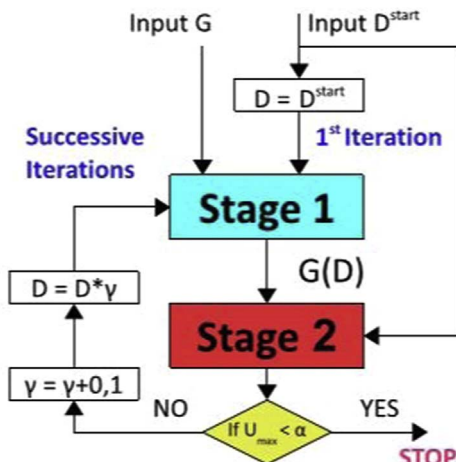 Input G
Input D^start
D = D^start
Successive
Iterations
1^st Iteration
Stage 1
G(D)
D = D*γ
Stage 2
γ = γ+0,1
NO
If U_max < α
YES
STOP